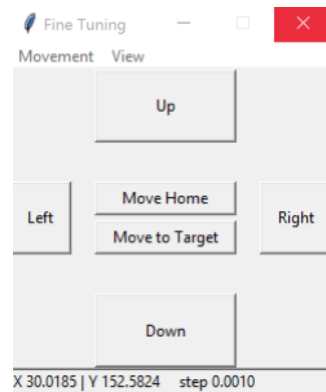 Fine Tuning
Movement View
Up
Move Home
Left
Right
Move to Target
Down
X 30.0185 | Y 152.5824 step 0.0010